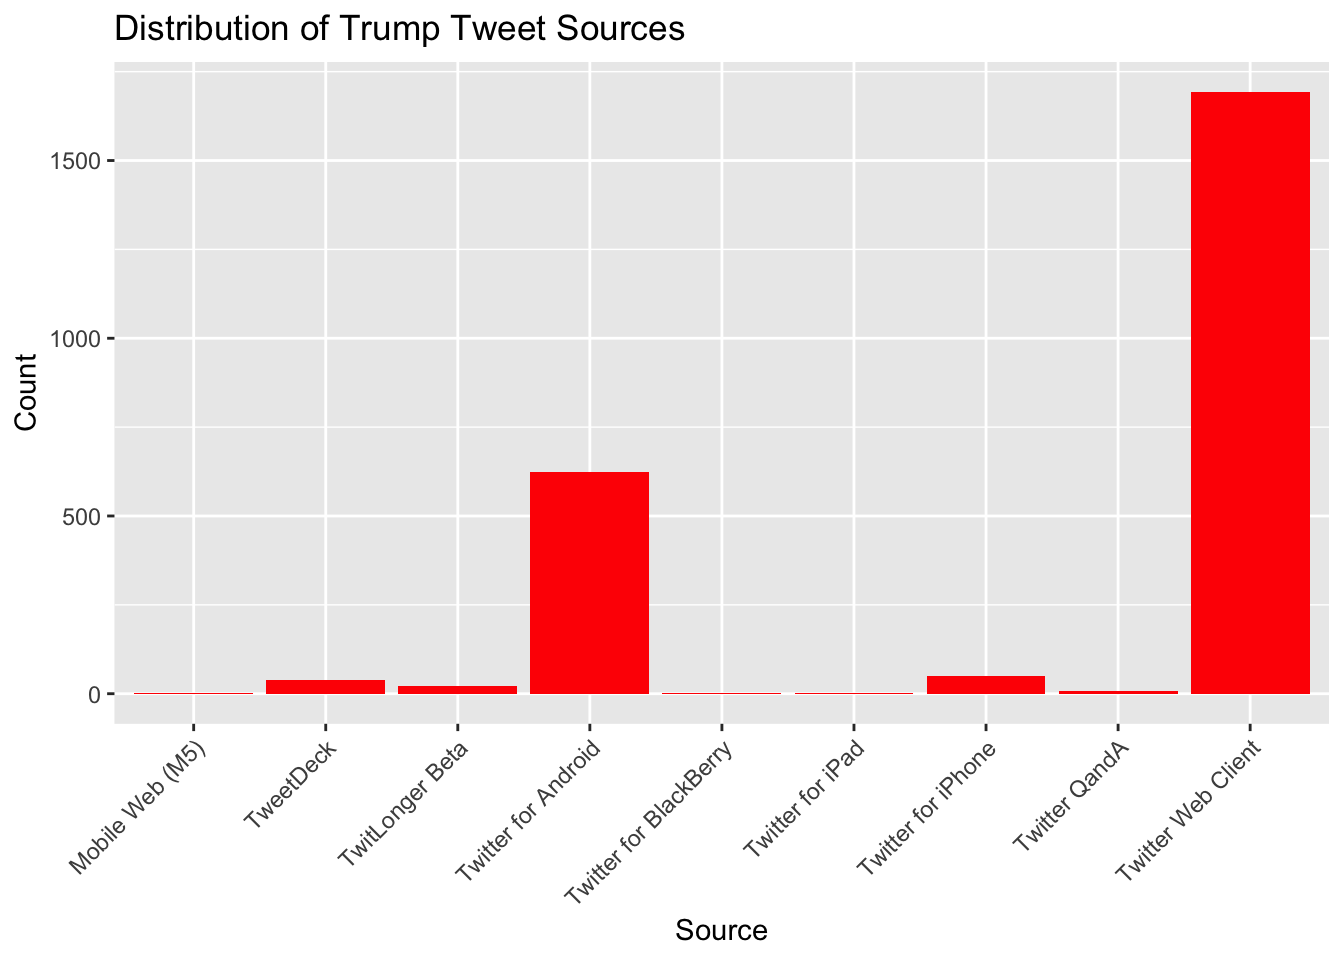 Distribution of Trump Tweet Sources
Count
1500
1000
500
0
Mobile Web (M5)
TweetDeck
TwitLonger Beta
Twitter for Android
Twitter for BlackBerry
Twitter for iPad
Twitter for iPhone
Twitter QandA
Twitter Web Client
Source